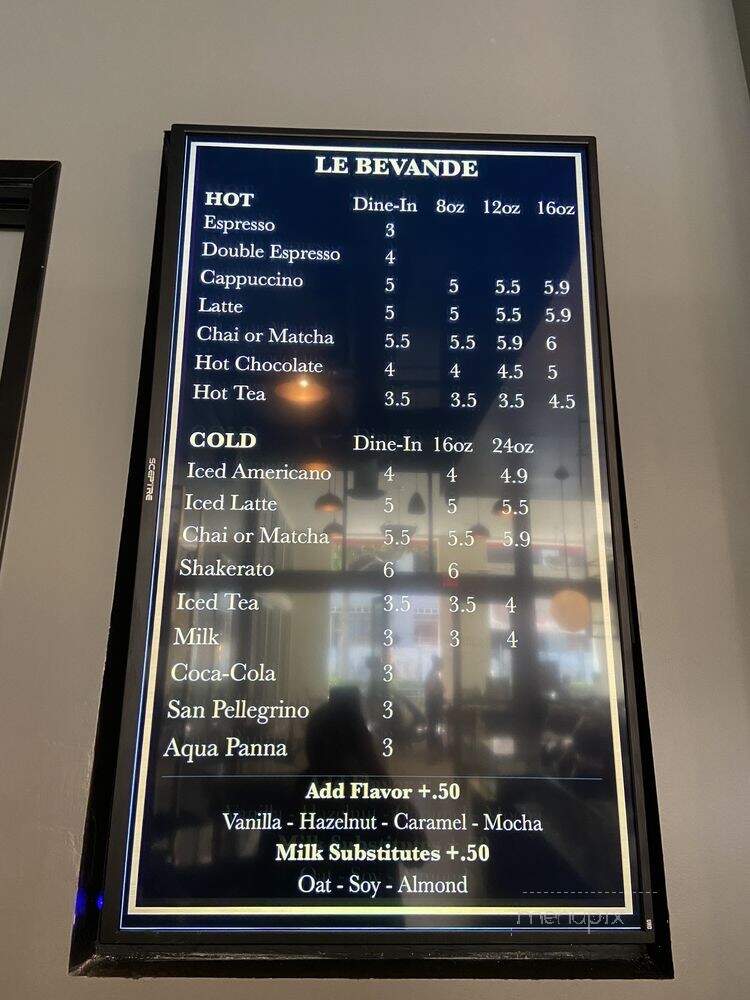 LE BEVANDE
HOT Dine-In 8oz 12oz 16oz
Espresso 3
Double Espresso 4
Cappuccino 5 5 5.5 5.9
Latte 5 5 5.5 5.9
Chai or Matcha 5.5 5.5 5.9 6
Hot Chocolate 4 4 4.5 5
Hot Tea 3.5 3.5 3.5 4.5
COLD Dine-In 16oz 24oz
Iced Americano 4 4 4.9
Iced Latte 5 5 5.5
Chai or Matcha 5.5 5.5 5.9
Shakerato 6 6
Iced Tea 3.5 3.5 4
Milk 3 3 4
Coca-Cola 3
San Pellegrino 3
Aqua Panna 3
Add Flavor +.50
Vanilla - Hazelnut - Caramel - Mocha
Milk Substitutes +.50
Oat - Soy - Almond
SCEPTRE
menupix